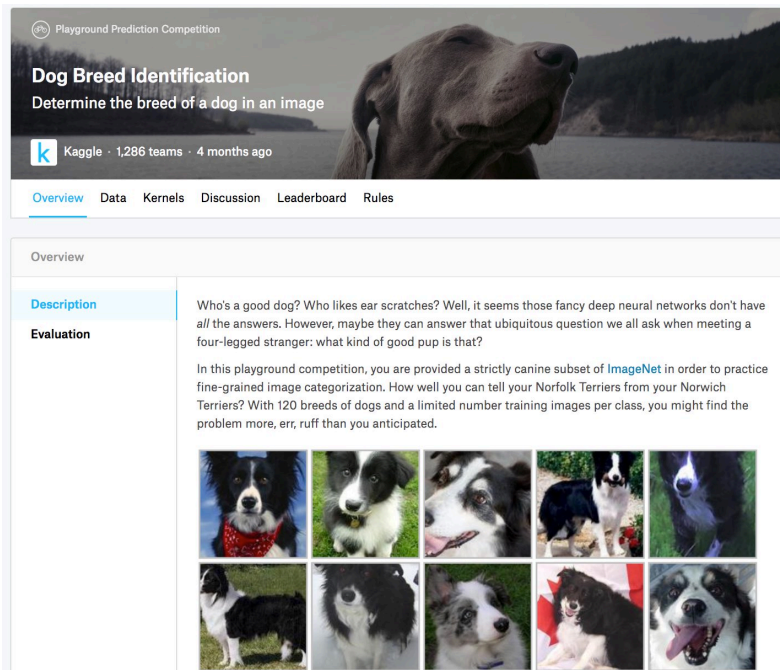 Playground Prediction Competition
Dog Breed Identification
Determine the breed of a dog in an image
k Kaggle · 1,286 teams · 4 months ago
Overview Data Kernels Discussion Leaderboard Rules
Overview
Description
Evaluation
Who's a good dog? Who likes ear scratches? Well, it seems those fancy deep neural networks don't have
all the answers. However, maybe they can answer that ubiquitous question we all ask when meeting a
four-legged stranger: what kind of good pup is that?
In this playground competition, you are provided a strictly canine subset of ImageNet in order to practice
fine-grained image categorization. How well you can tell your Norfolk Terriers from your Norwich
Terriers? With 120 breeds of dogs and a limited number training images per class, you might find the
problem more, err, ruff than you anticipated.